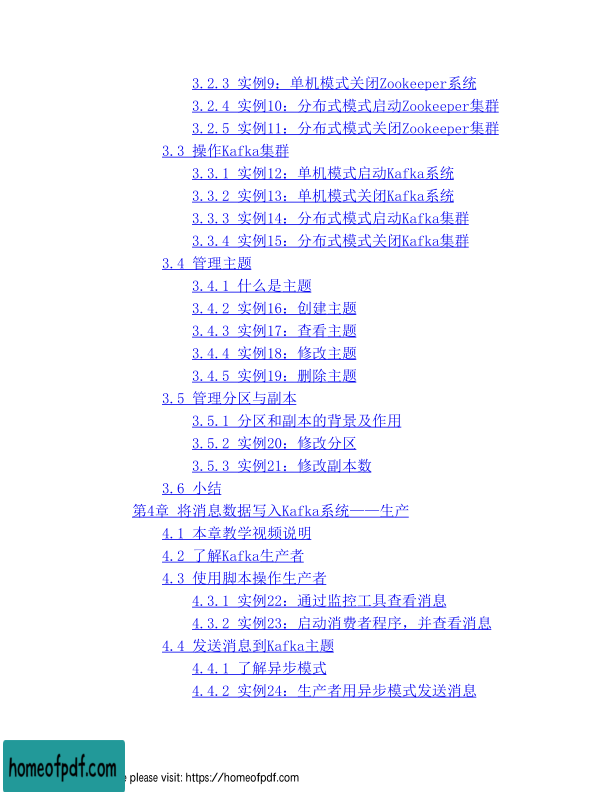 3.2.3 实例9：单机模式关闭Zookeeper系统
3.2.4 实例10：分布式模式启动Zookeeper集群
3.2.5 实例11：分布式模式关闭Zookeeper集群
3.3 操作Kafka集群
3.3.1 实例12：单机模式启动Kafka系统
3.3.2 实例13：单机模式关闭Kafka系统
3.3.3 实例14：分布式模式启动Kafka集群
3.3.4 实例15：分布式模式关闭Kafka集群
3.4 管理主题
3.4.1 什么是主题
3.4.2 实例16：创建主题
3.4.3 实例17：查看主题
3.4.4 实例18：修改主题
3.4.5 实例19：删除主题
3.5 管理分区与副本
3.5.1 分区和副本的背景及作用
3.5.2 实例20：修改分区
3.5.3 实例21：修改副本数
3.6 小结
第4章 将消息数据写入Kafka系统——生产
4.1 本章教学视频说明
4.2 了解Kafka生产者
4.3 使用脚本操作生产者
4.3.1 实例22：通过监控工具查看消息
4.3.2 实例23：启动消费者程序，并查看消息
4.4 发送消息到Kafka主题
4.4.1 了解异步模式
4.4.2 实例24：生产者用异步模式发送消息
homeofpdf.com
please visit: https://homeofpdf.com